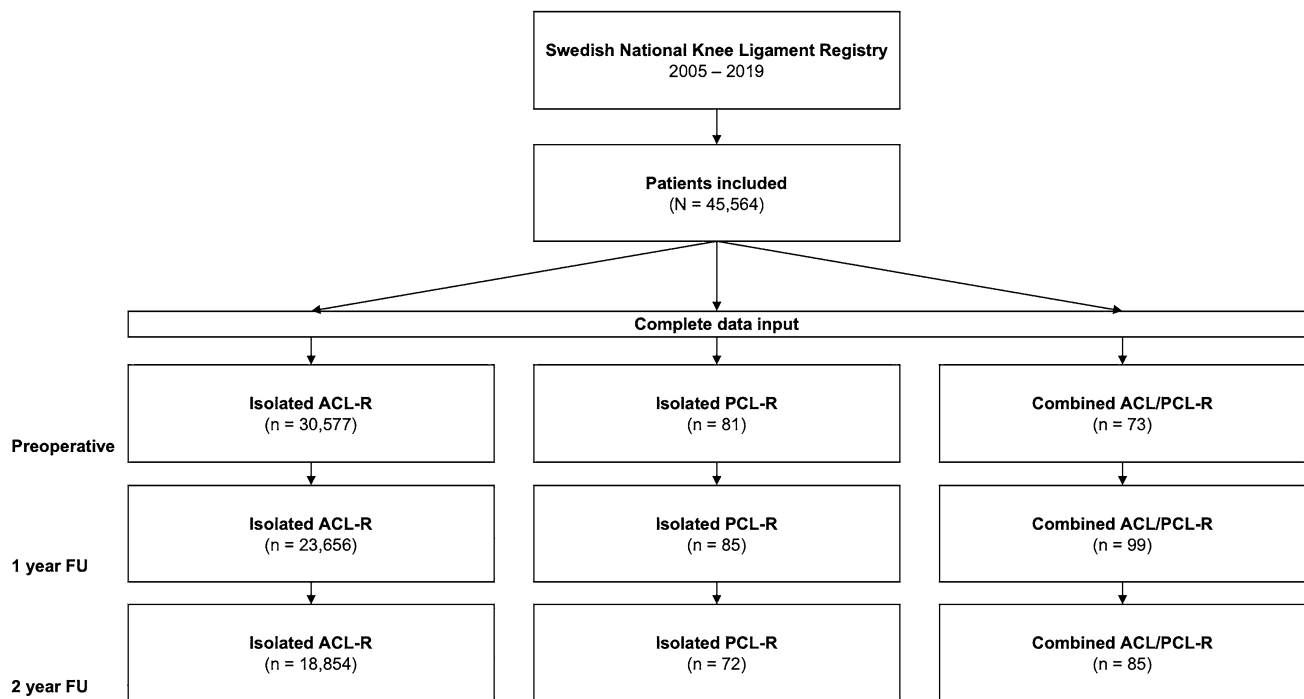 Swedish National Knee Ligament Registry
2005 – 2019
Patients included
(N = 45,564)
Complete data input
Isolated ACL-R
(n = 30,577)
Isolated PCL-R
(n = 81)
Combined ACL/PCL-R
(n = 73)
Preoperative
Isolated ACL-R
(n = 23,656)
Isolated PCL-R
(n = 85)
Combined ACL/PCL-R
(n = 99)
1 year FU
Isolated ACL-R
(n = 18,854)
Isolated PCL-R
(n = 72)
Combined ACL/PCL-R
(n = 85)
2 year FU